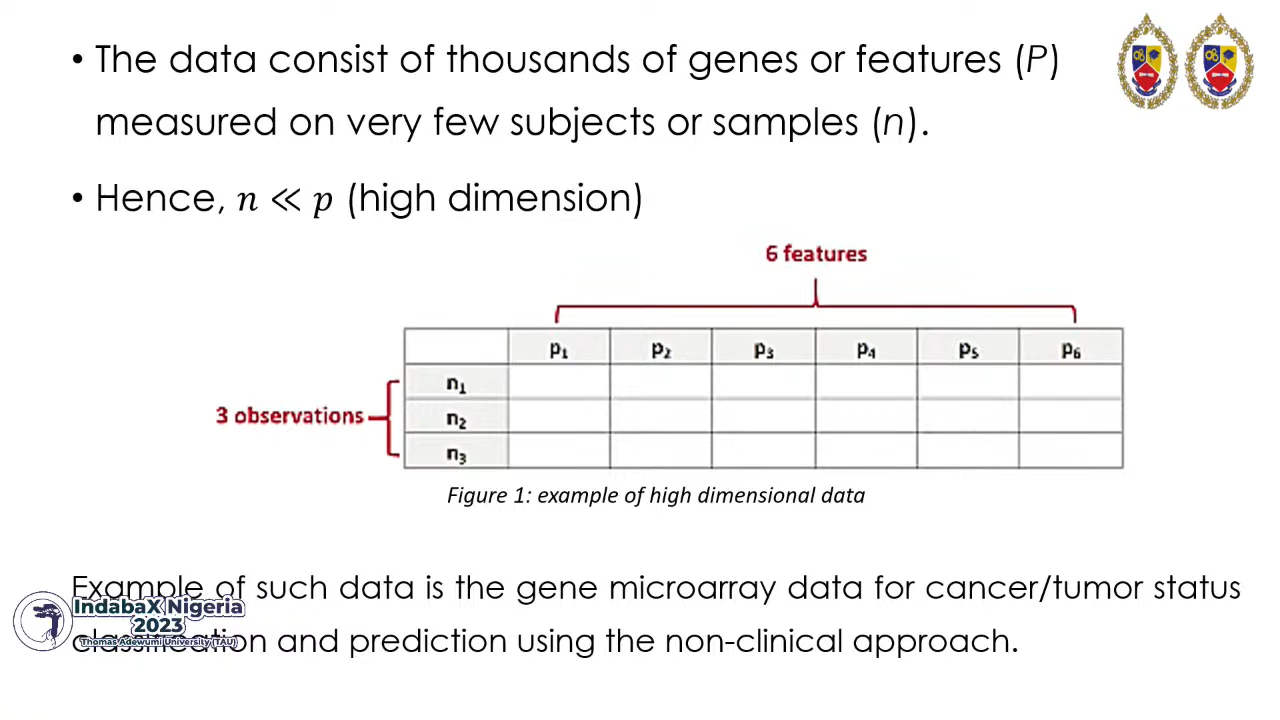 • The data consist of thousands of genes or features (P)
measured on very few subjects or samples (n).
• Hence, n ≪ p (high dimension)
6 features
p₁ p₂ p₃ p₄ p₅ p₆
n₁
3 observations
n₂
n₃
Figure 1: example of high dimensional data
Example of such data is the gene microarray data for cancer/tumor status
classification and prediction using the non-clinical approach.
IndabaX Nigeria
2023
Thomas Adewumi University (TAU)